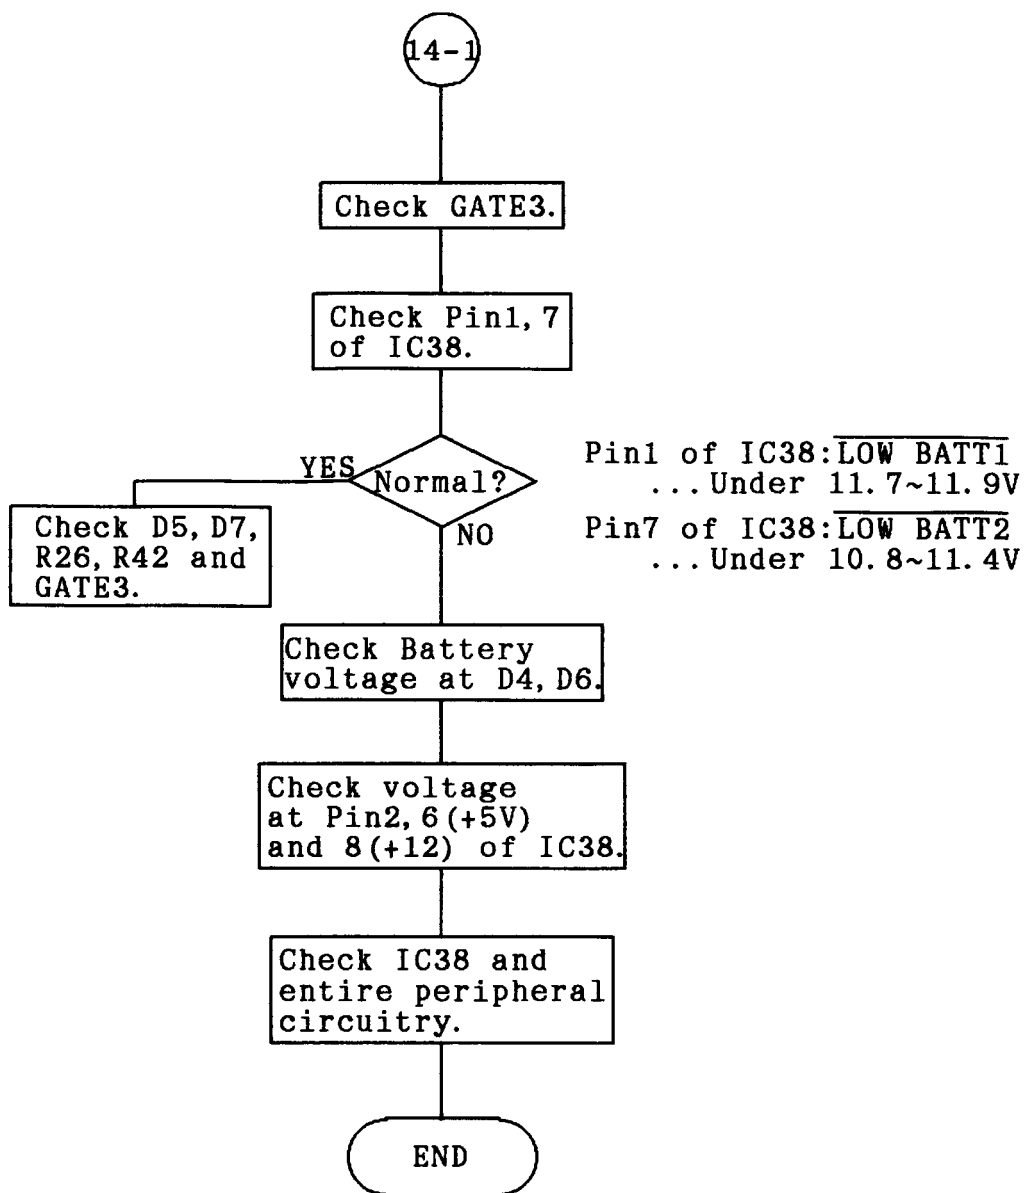 14-1
Check GATE3.
Check Pin1, 7
of IC38.
Normal?
YES
NO
Pin1 of IC38:LOW BATT1
...Under 11.7~11.9V
Pin7 of IC38:LOW BATT2
...Under 10.8~11.4V
Check D5, D7,
R26, R42 and
GATE3.
Check Battery
voltage at D4, D6.
Check voltage
at Pin2, 6(+5V)
and 8(+12) of IC38.
Check IC38 and
entire peripheral
circuitry.
END